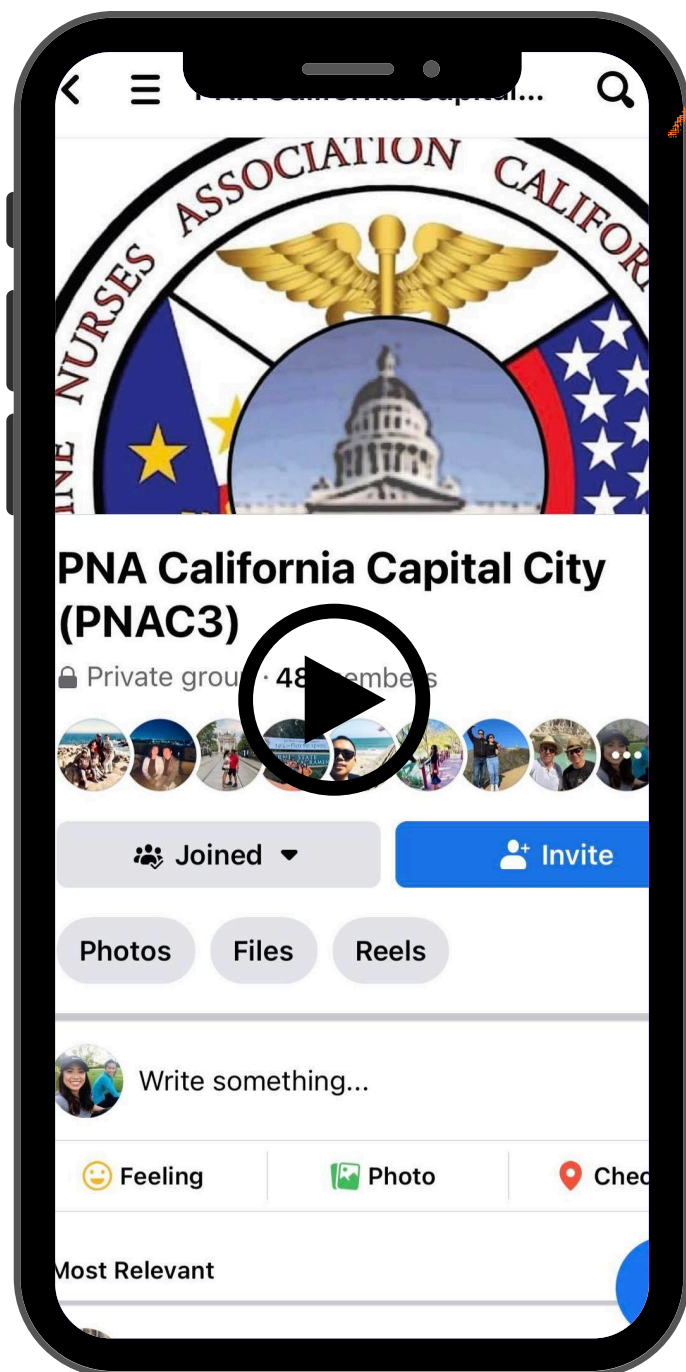 INE NURSES ASSOCIATION CALIFOR
PNA California Capital City
(PNAC3)
Private grou · 48 members
Joined
Invite
Photos
Files
Reels
Write something...
Feeling
Photo
Chec
Most Relevant